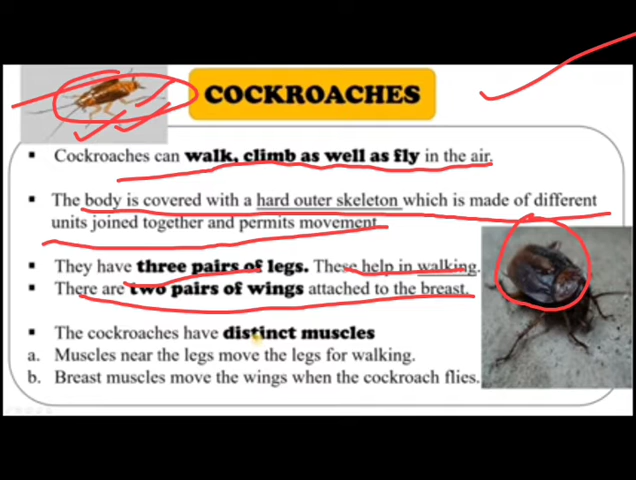 COCKROACHES
▪ Cockroaches can walk, climb as well as fly in the air.
▪ The body is covered with a hard outer skeleton which is made of different
units joined together and permits movement
▪ They have three pairs of legs. These help in walking.
▪ There are two pairs of wings attached to the breast.
▪ The cockroaches have distinct muscles
a. Muscles near the legs move the legs for walking.
b. Breast muscles move the wings when the cockroach flies.